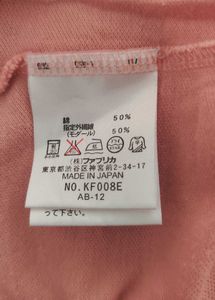 綿 50%
指定外繊維 50%
(モダール)
(株)ファブリカ
東京都渋谷区神宮前2-34-17
MADE IN JAPAN
NO.KF008E
AB-12
って下さい。